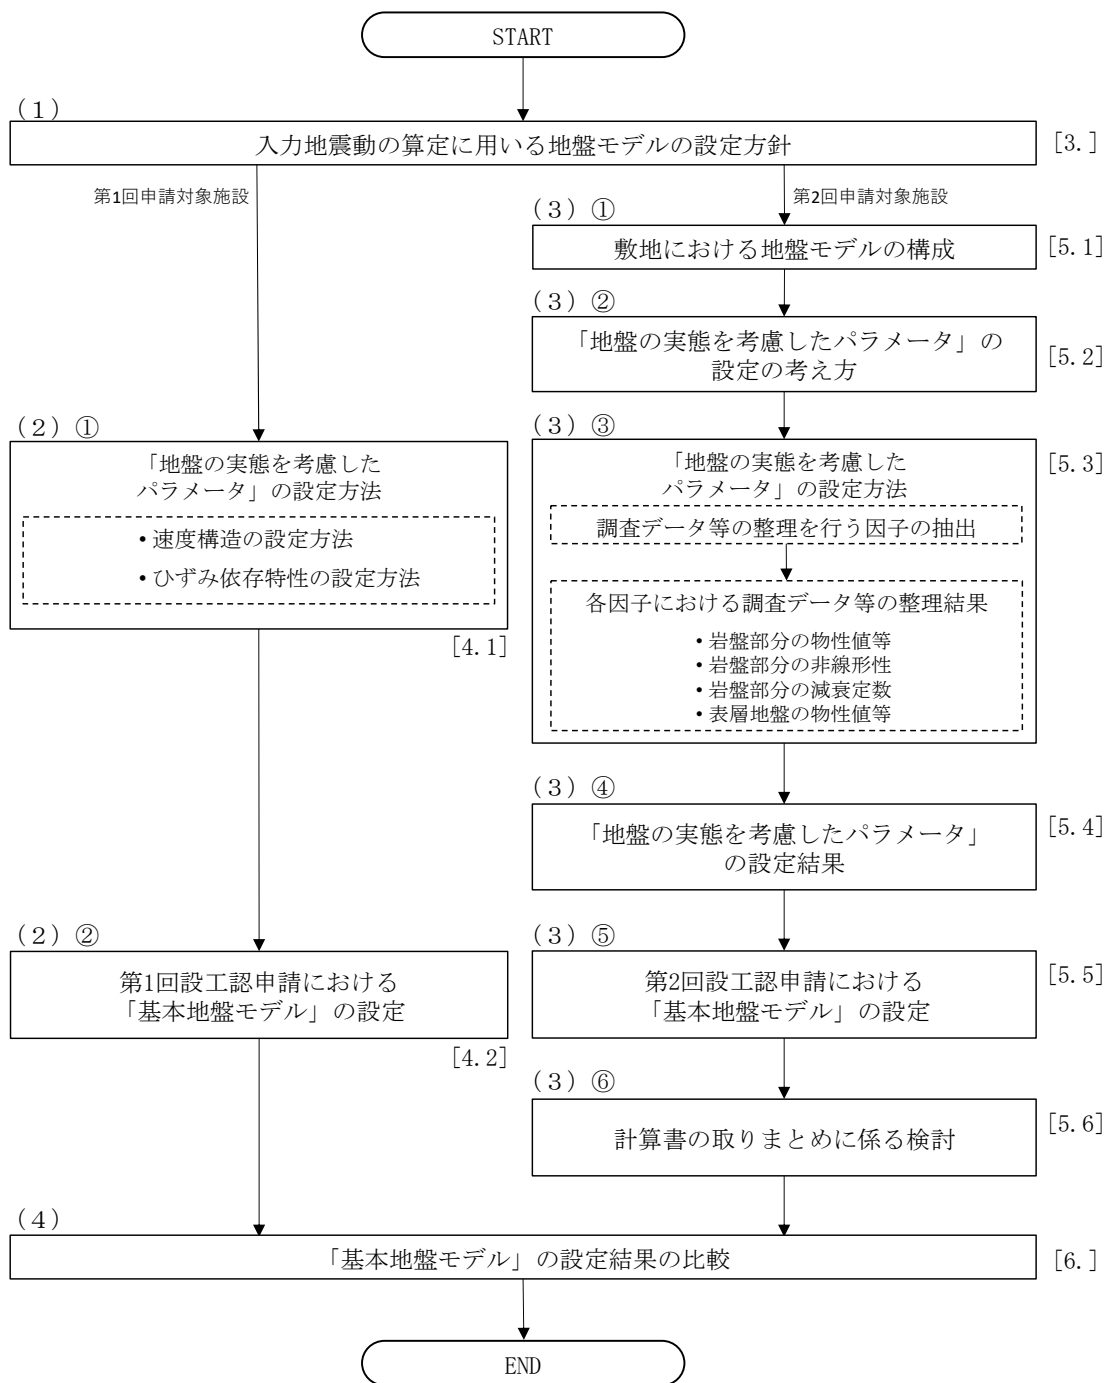 START
（１）
入力地震動の算定に用いる地盤モデルの設定方針
[3.]
第1回申請対象施設
第2回申請対象施設
（３）①
敷地における地盤モデルの構成
[5.1]
（３）②
「地盤の実態を考慮したパラメータ」の
設定の考え方
[5.2]
（２）①
「地盤の実態を考慮した
パラメータ」の設定方法
・速度構造の設定方法
・ひずみ依存特性の設定方法
[4.1]
（３）③
「地盤の実態を考慮した
パラメータ」の設定方法
[5.3]
調査データ等の整理を行う因子の抽出
各因子における調査データ等の整理結果
・岩盤部分の物性値等
・岩盤部分の非線形性
・岩盤部分の減衰定数
・表層地盤の物性値等
（３）④
「地盤の実態を考慮したパラメータ」
の設定結果
[5.4]
（２）②
第1回設工認申請における
「基本地盤モデル」の設定
[4.2]
（３）⑤
第2回設工認申請における
「基本地盤モデル」の設定
[5.5]
（３）⑥
計算書の取りまとめに係る検討
[5.6]
（４）
「基本地盤モデル」の設定結果の比較
[6.]
END